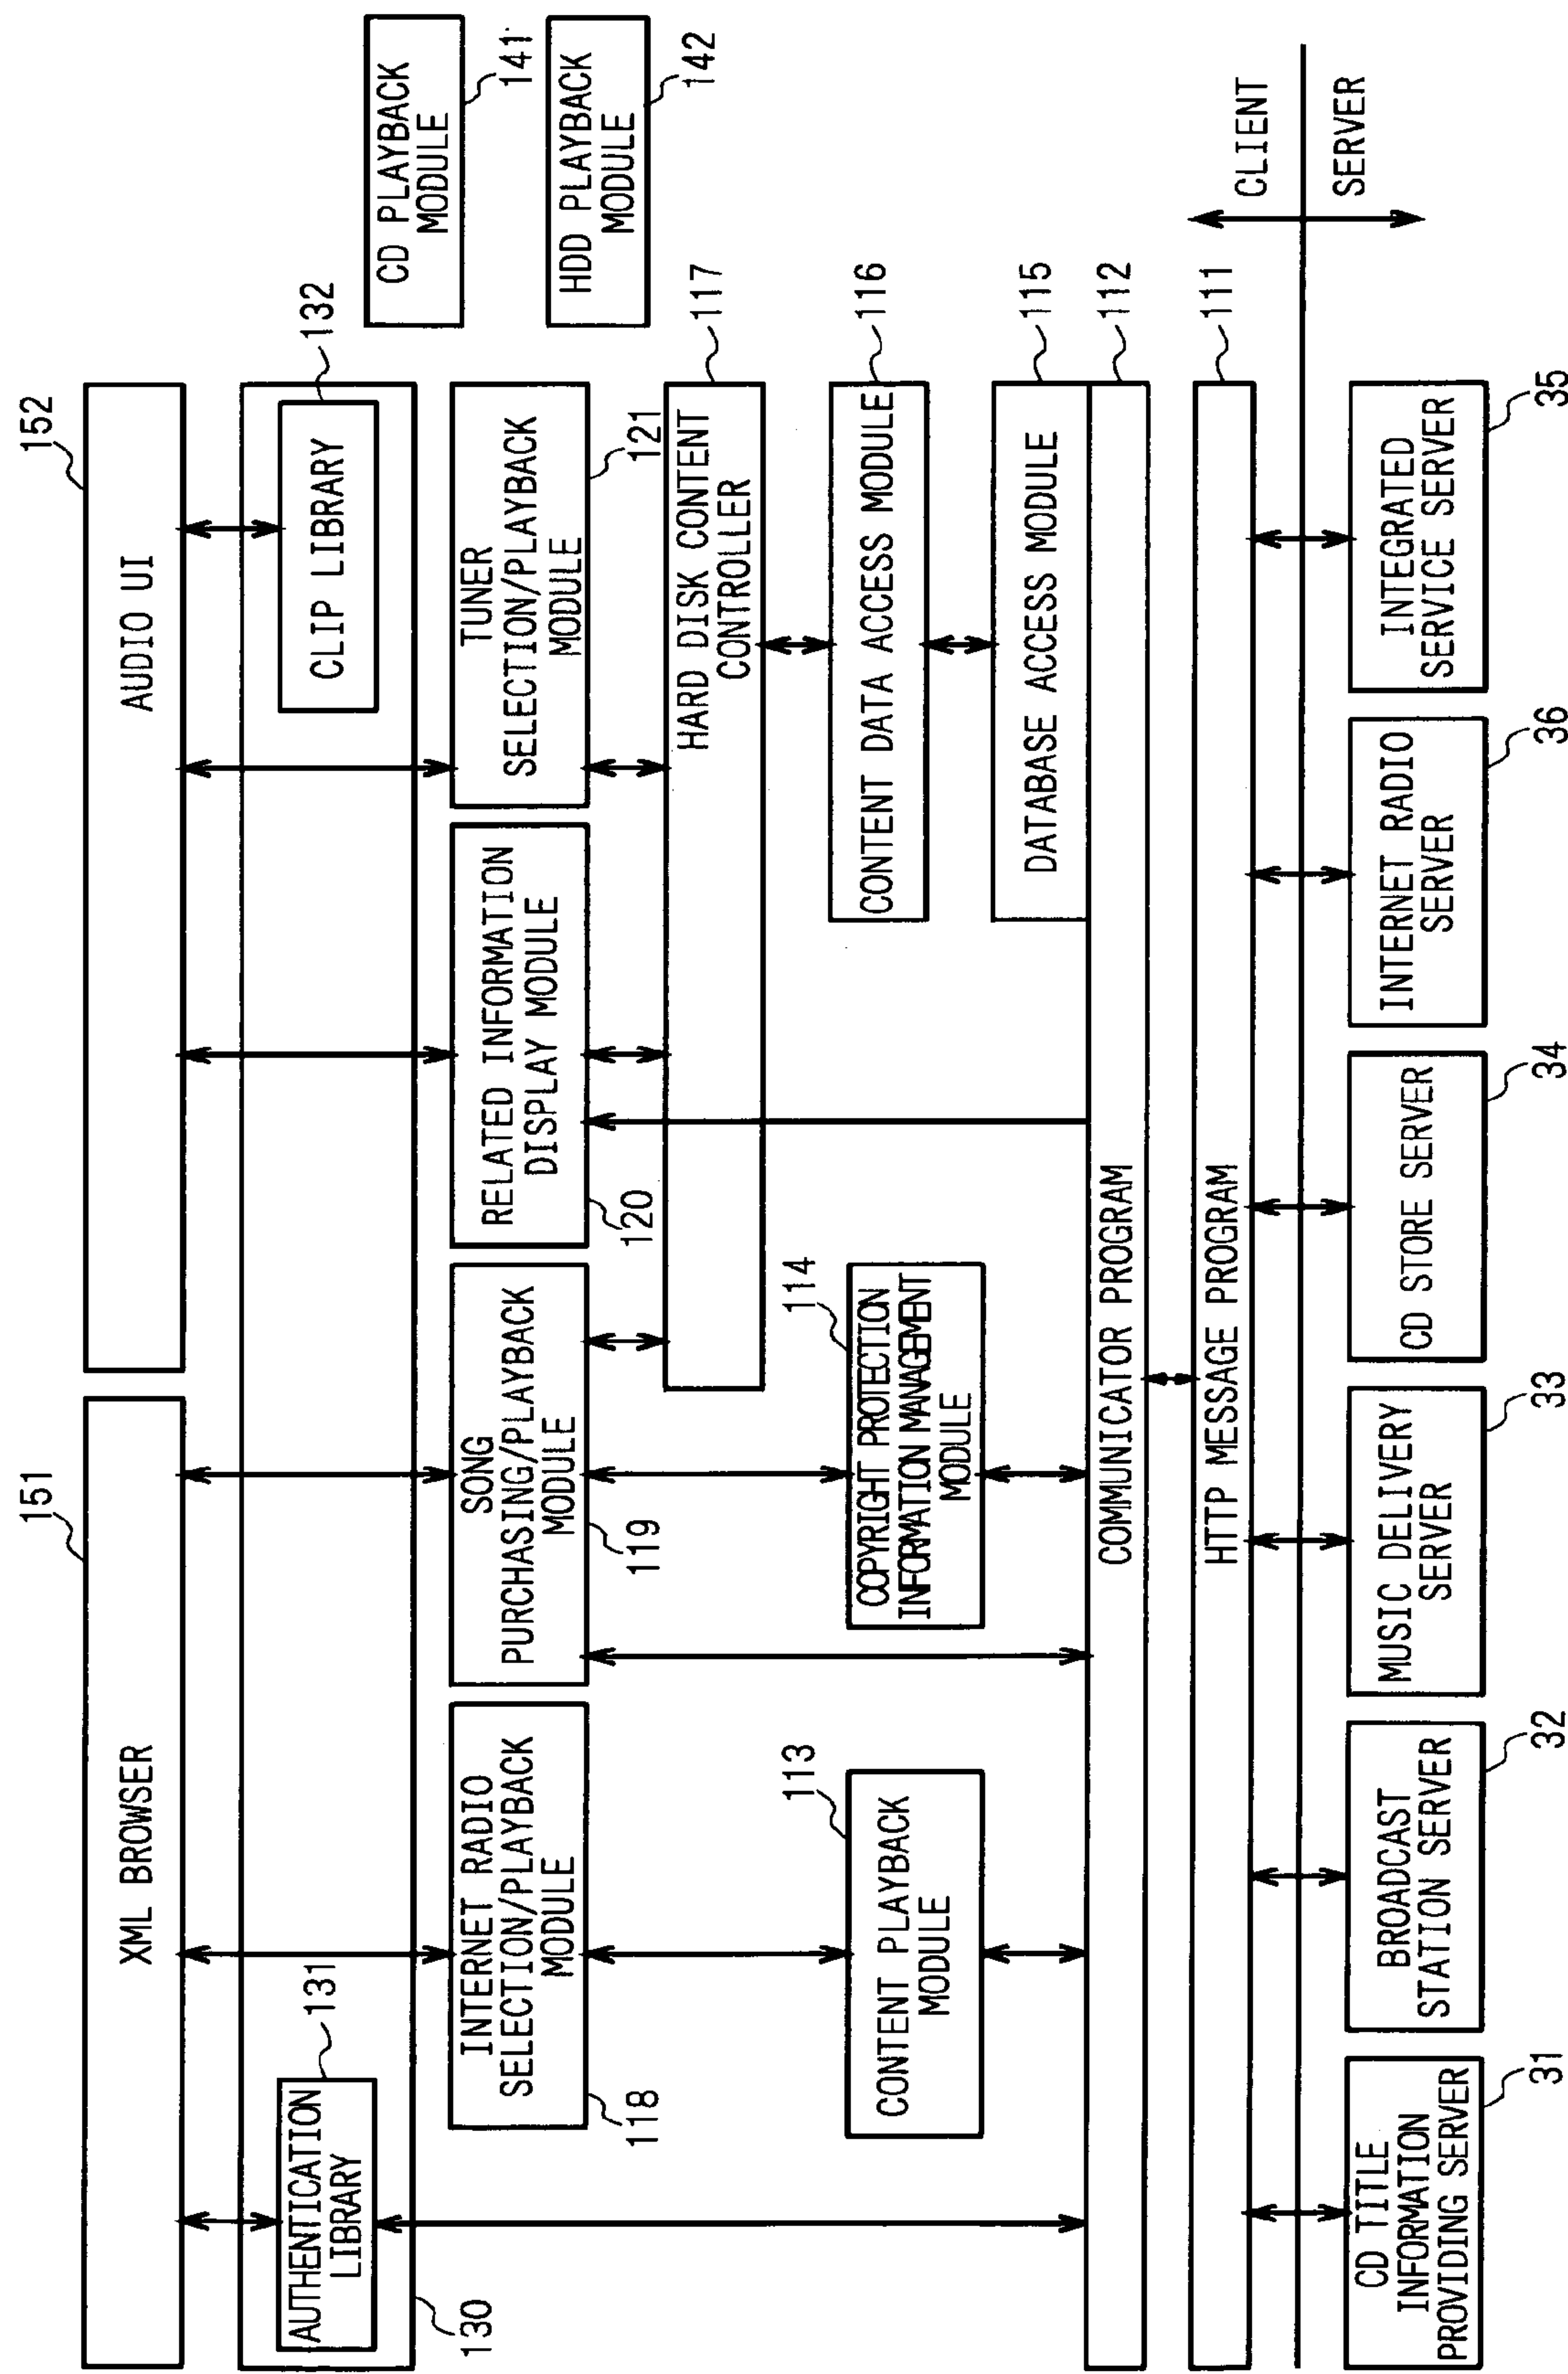 151
XML BROWSER
152
AUDIO UI
AUTHENTICATION
LIBRARY
131
130
CLIP LIBRARY
132
CD PLAYBACK
MODULE
141
INTERNET RADIO
SELECTION/PLAYBACK
MODULE
118
SONG
PURCHASING/PLAYBACK
MODULE
119
RELATED INFORMATION
DISPLAY MODULE
120
TUNER
SELECTION/PLAYBACK
MODULE
121
HDD PLAYBACK
MODULE
142
HARD DISK CONTENT
CONTROLLER
117
CONTENT PLAYBACK
MODULE
113
COPYRIGHT PROTECTION
INFORMATION MANAGEMENT
MODULE
114
CONTENT DATA ACCESS MODULE
116
DATABASE ACCESS MODULE
115
COMMUNICATOR PROGRAM
112
HTTP MESSAGE PROGRAM
111
CLIENT
SERVER
CD TITLE
INFORMATION
PROVIDING SERVER
31
BROADCAST
STATION SERVER
32
MUSIC DELIVERY
SERVER
33
CD STORE SERVER
34
INTERNET RADIO
SERVER
36
INTEGRATED
SERVICE SERVER
35